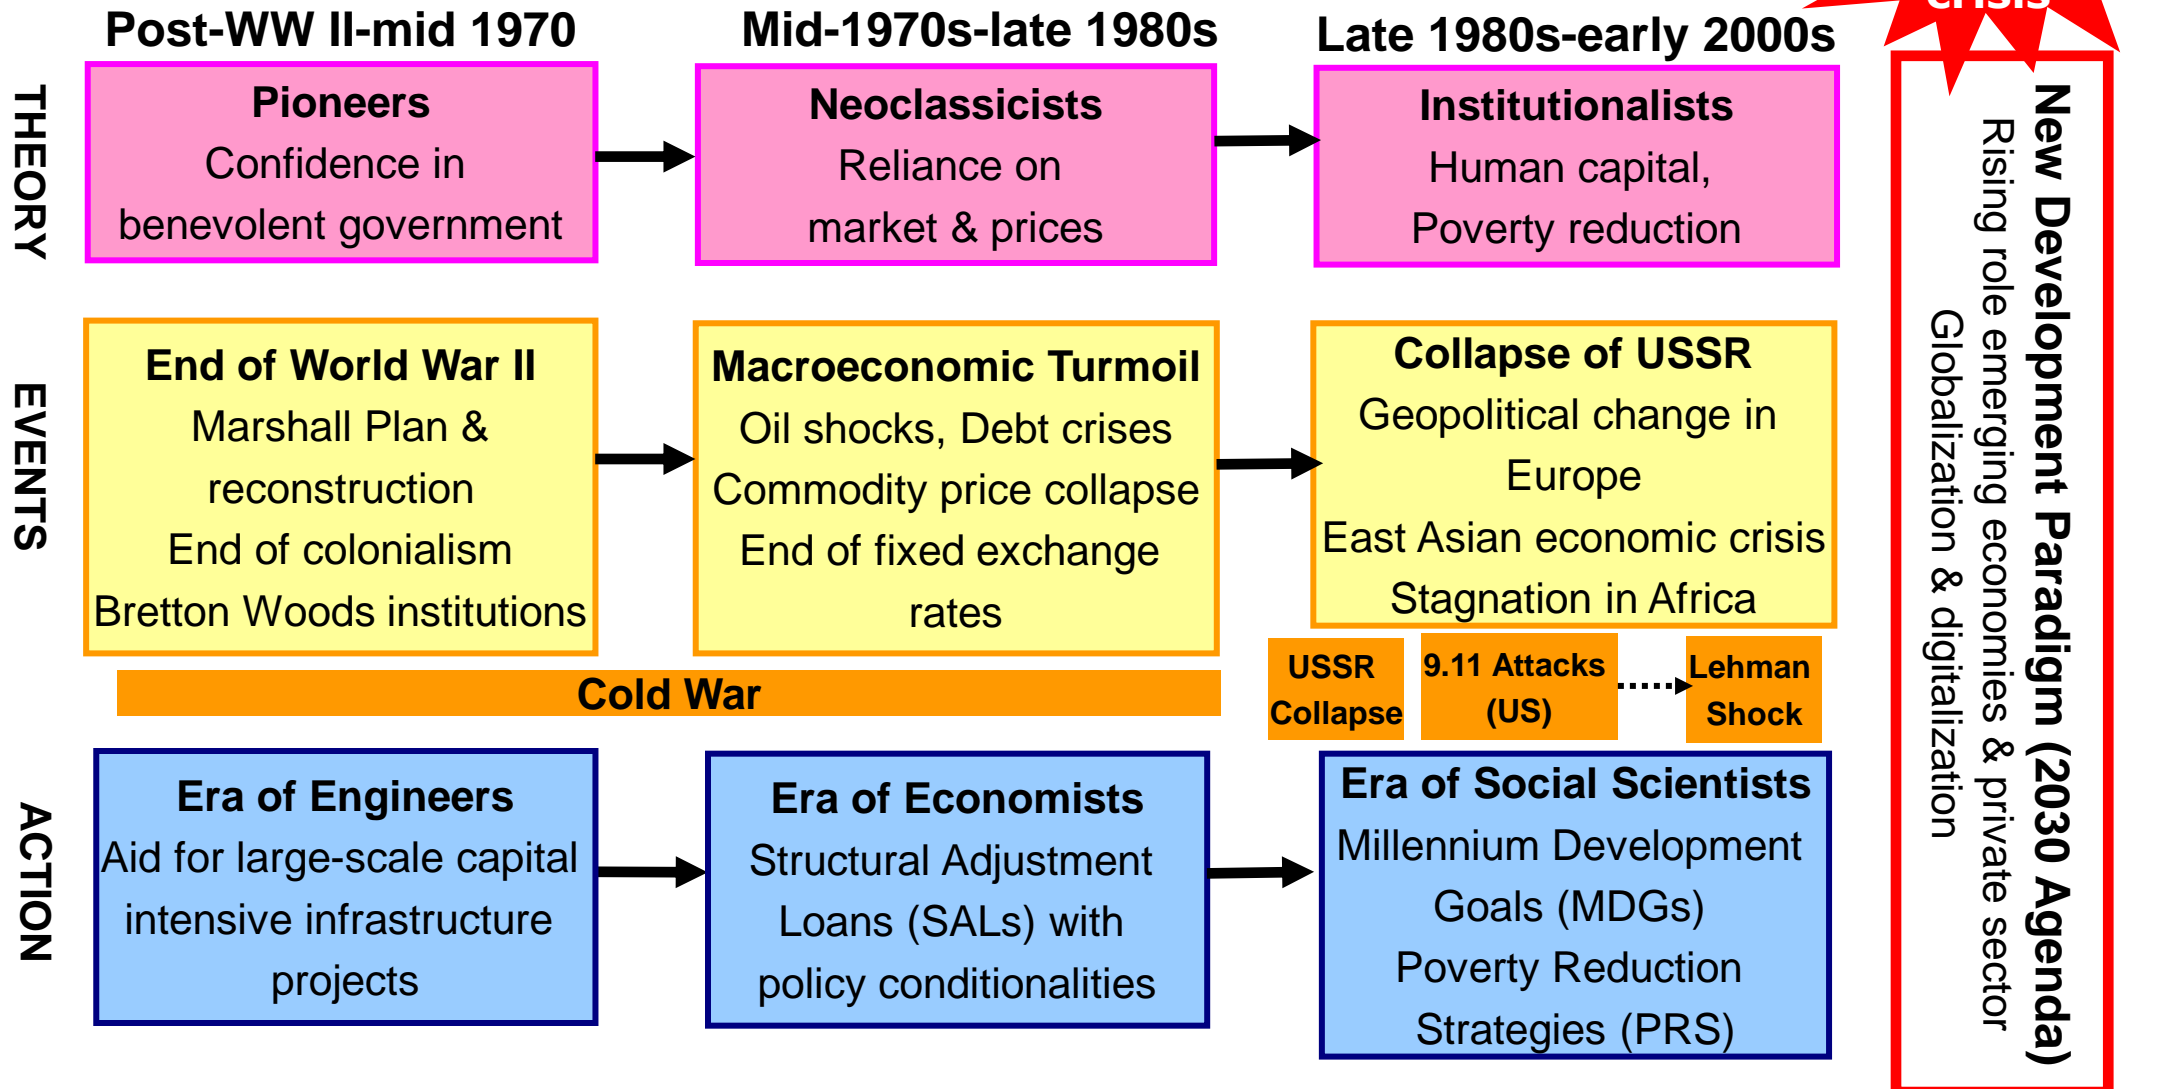 crisis
Post-WW II-mid 1970
Mid-1970s-late 1980s
Late 1980s-early 2000s
THEORY
Pioneers
Confidence in
benevolent government
Neoclassicists
Reliance on
market & prices
Institutionalists
Human capital,
Poverty reduction
EVENTS
End of World War II
Marshall Plan &
reconstruction
End of colonialism
Bretton Woods institutions
Macroeconomic Turmoil
Oil shocks, Debt crises
Commodity price collapse
End of fixed exchange
rates
Collapse of USSR
Geopolitical change in
Europe
East Asian economic crisis
Stagnation in Africa
Cold War
USSR
Collapse
9.11 Attacks
(US)
Lehman
Shock
ACTION
Era of Engineers
Aid for large-scale capital
intensive infrastructure
projects
Era of Economists
Structural Adjustment
Loans (SALs) with
policy conditionalities
Era of Social Scientists
Millennium Development
Goals (MDGs)
Poverty Reduction
Strategies (PRS)
New Development Paradigm (2030 Agenda)
Rising role emerging economies & private sector
Globalization & digitalization